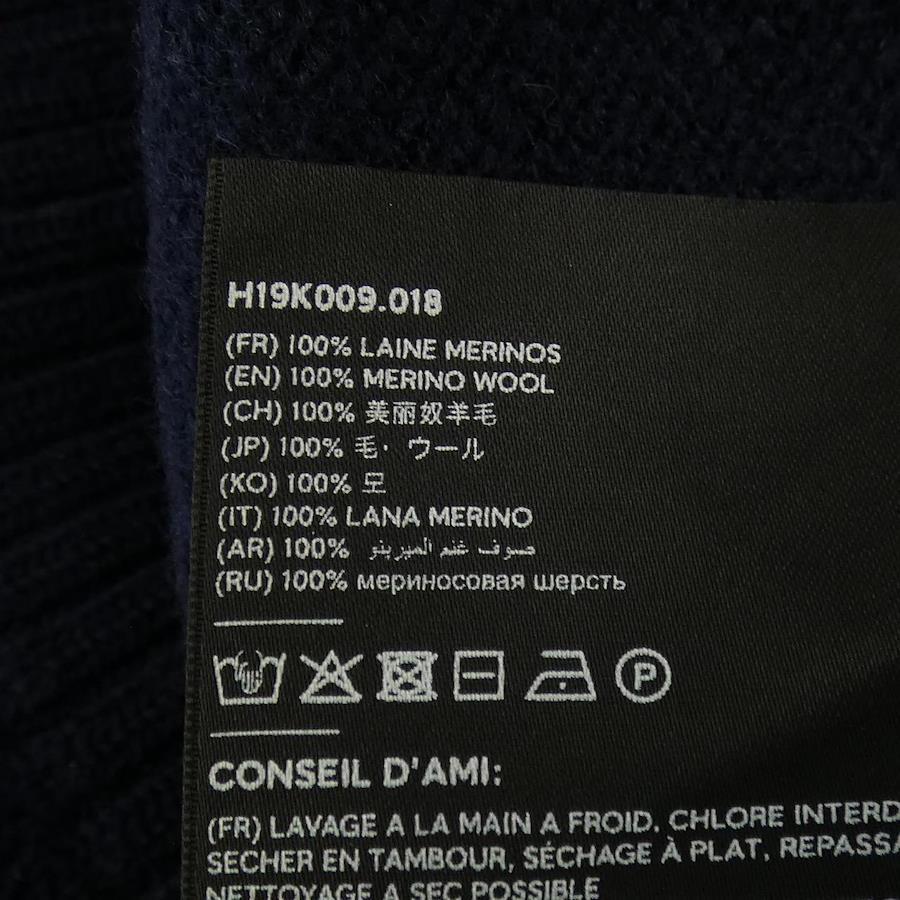 H19K009.018
(FR) 100% LAINE MERINOS
(EN) 100% MERINO WOOL
(CH) 100% 美丽奴羊毛
(JP) 100% 毛・ウール
(KO) 100% 모
(IT) 100% LANA MERINO
(AR) 100% صوف غنم الميرينو
(RU) 100% мериносовая шерсть
P
CONSEIL D'AMI:
(FR) LAVAGE A LA MAIN A FROID. CHLORE INTERD
SECHER EN TAMBOUR, SÉCHAGE À PLAT, REPASSA
NETTOYAGE A SEC POSSIBLE